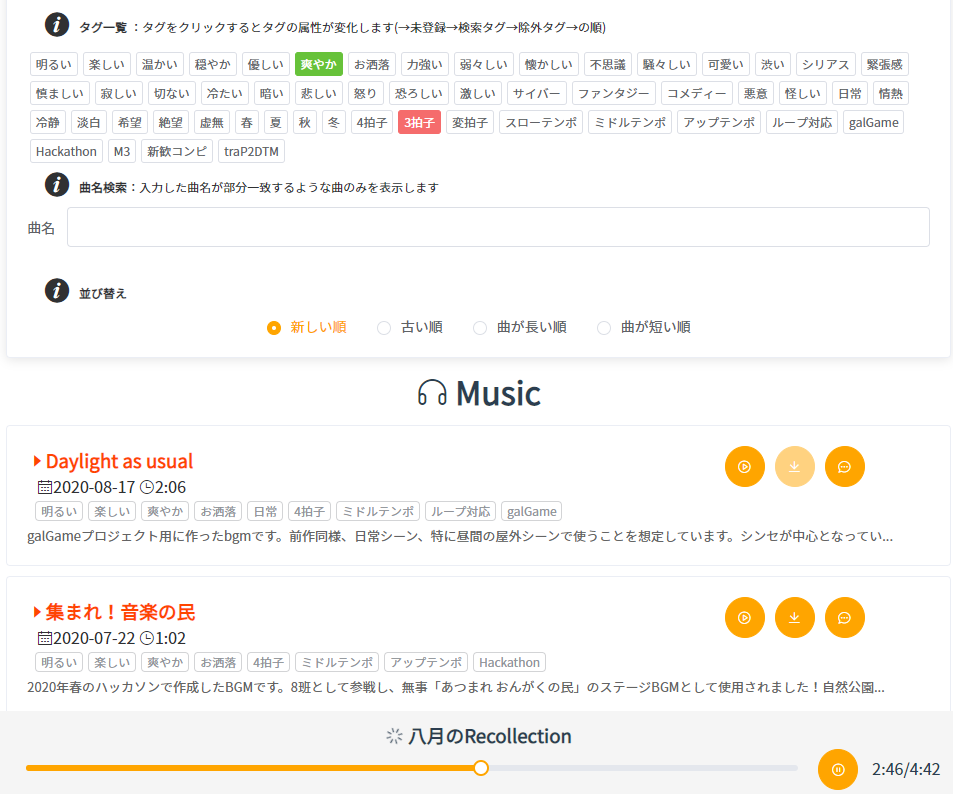 タグ一覧 ：タグをクリックするとタグの属性が変化します(→未登録→検索タグ→除外タグ→の順)
明るい 楽しい 温かい 穏やか 優しい 爽やか お洒落 力強い 弱々しい 懐かしい 不思議 騒々しい 可愛い 渋い シリアス 緊張感
慎ましい 寂しい 切ない 冷たい 暗い 悲しい 怒り 恐ろしい 激しい サイバー ファンタジー コメディー 悪意 怪しい 日常 情熱
冷静 淡白 希望 絶望 虚無 春 夏 秋 冬 4拍子 3拍子 変拍子 スローテンポ ミドルテンポ アップテンポ ループ対応 galGame
Hackathon M3 新歓コンピ traP2DTM
曲名検索：入力した曲名が部分一致するような曲のみを表示します
曲名
並び替え
新しい順 古い順 曲が長い順 曲が短い順
Music
Daylight as usual
2020-08-17 2:06
明るい 楽しい 爽やか お洒落 日常 4拍子 ミドルテンポ ループ対応 galGame
galGameプロジェクト用に作ったbgmです。前作同様、日常シーン、特に昼間の屋外シーンで使うことを想定しています。シンセが中心となってい...
集まれ！音楽の民
2020-07-22 1:02
明るい 楽しい 爽やか お洒落 4拍子 ミドルテンポ アップテンポ Hackathon
2020年春のハッカソンで作成したBGMです。8班として参戦し、無事「あつまれ おんがくの民」のステージBGMとして使用されました！自然公園...
八月のRecollection
2:46/4:42